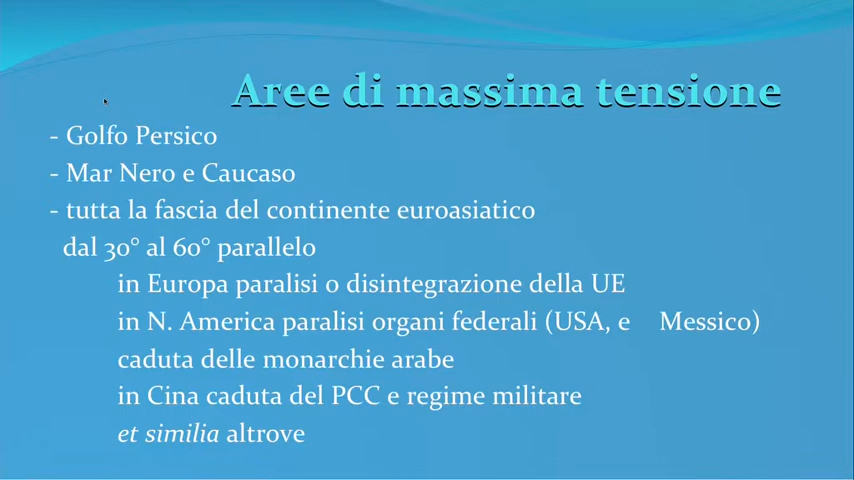 Aree di massima tensione
- Golfo Persico
- Mar Nero e Caucaso
- tutta la fascia del continente euroasiatico
dal 30° al 60° parallelo
in Europa paralisi o disintegrazione della UE
in N. America paralisi organi federali (USA, e Messico)
caduta delle monarchie arabe
in Cina caduta del PCC e regime militare
et similia altrove